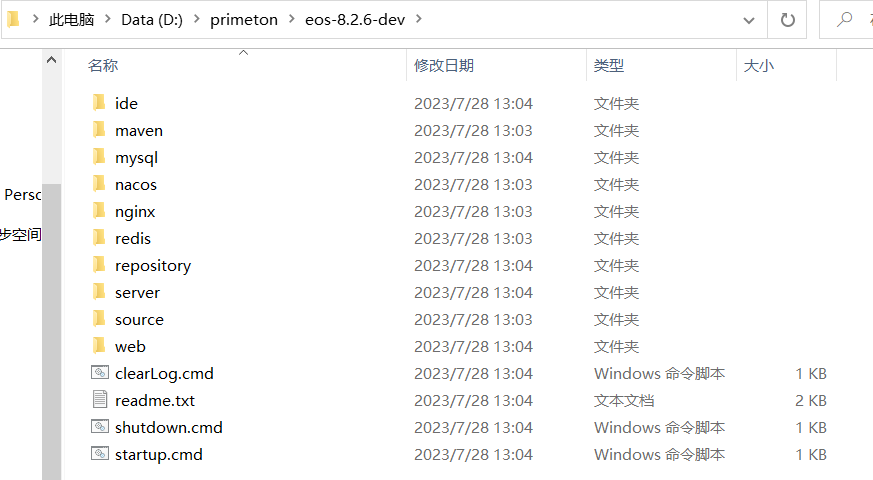 此电脑 Data (D:) primeton eos-8.2.6-dev
名称 修改日期 类型 大小
ide 2023/7/28 13:04 文件夹
maven 2023/7/28 13:03 文件夹
mysql 2023/7/28 13:04 文件夹
nacos 2023/7/28 13:03 文件夹
Persc
nginx 2023/7/28 13:03 文件夹
redis 2023/7/28 13:03 文件夹
步空间
repository 2023/7/28 13:04 文件夹
server 2023/7/28 13:04 文件夹
source 2023/7/28 13:03 文件夹
web 2023/7/28 13:04 文件夹
clearLog.cmd 2023/7/28 13:04 Windows 命令脚本 1 KB
readme.txt 2023/7/28 13:04 文本文档 2 KB
shutdown.cmd 2023/7/28 13:04 Windows 命令脚本 1 KB
startup.cmd 2023/7/28 13:04 Windows 命令脚本 1 KB